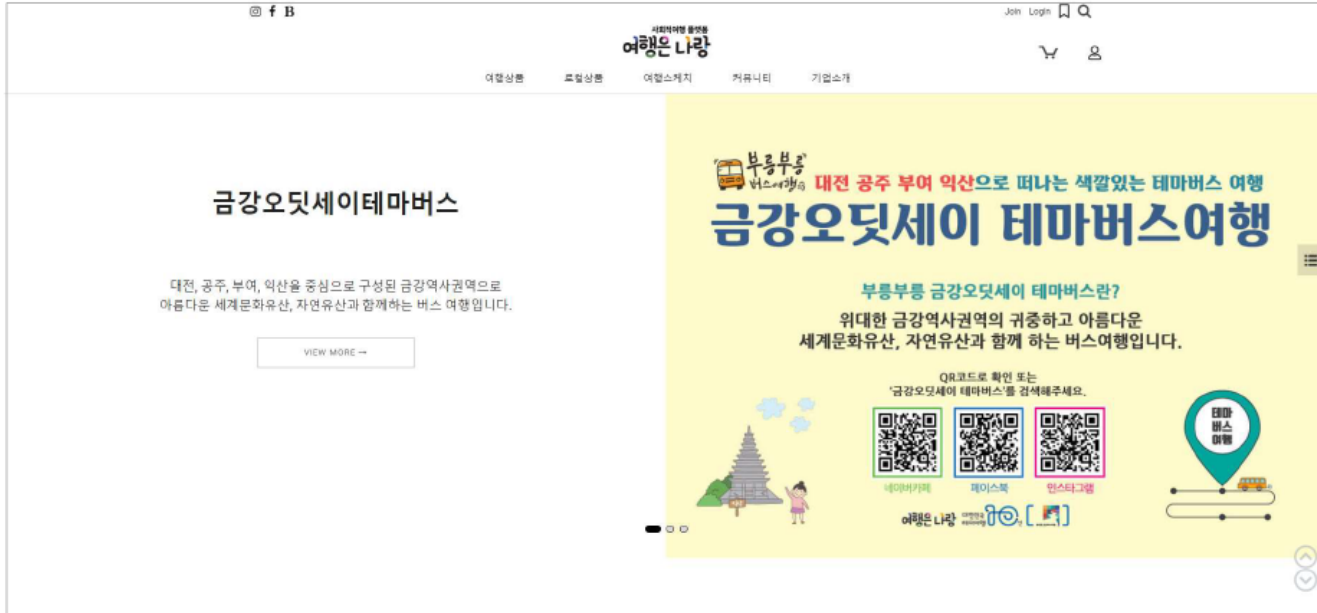 Join Login
사회적여행 플랫폼
여행은 나랑
여행상품 로컬상품 여행스케치 커뮤니티 기업소개
금강오딧세이테마버스
대전, 공주, 부여, 익산을 중심으로 구성된 금강역사권역으로
아름다운 세계문화유산, 자연유산과 함께하는 버스 여행입니다.
VIEW MORE →
부릉부릉
버스여행
대전 공주 부여 익산으로 떠나는 색깔있는 테마버스 여행
금강오딧세이 테마버스여행
부릉부릉 금강오딧세이 테마버스란?
위대한 금강역사권역의 귀중하고 아름다운
세계문화유산, 자연유산과 함께 하는 버스여행입니다.
QR코드로 확인 또는
'금강오딧세이 테마버스'를 검색해주세요.
네이버카페 페이스북 인스타그램
여행은 나랑
테마
버스
여행